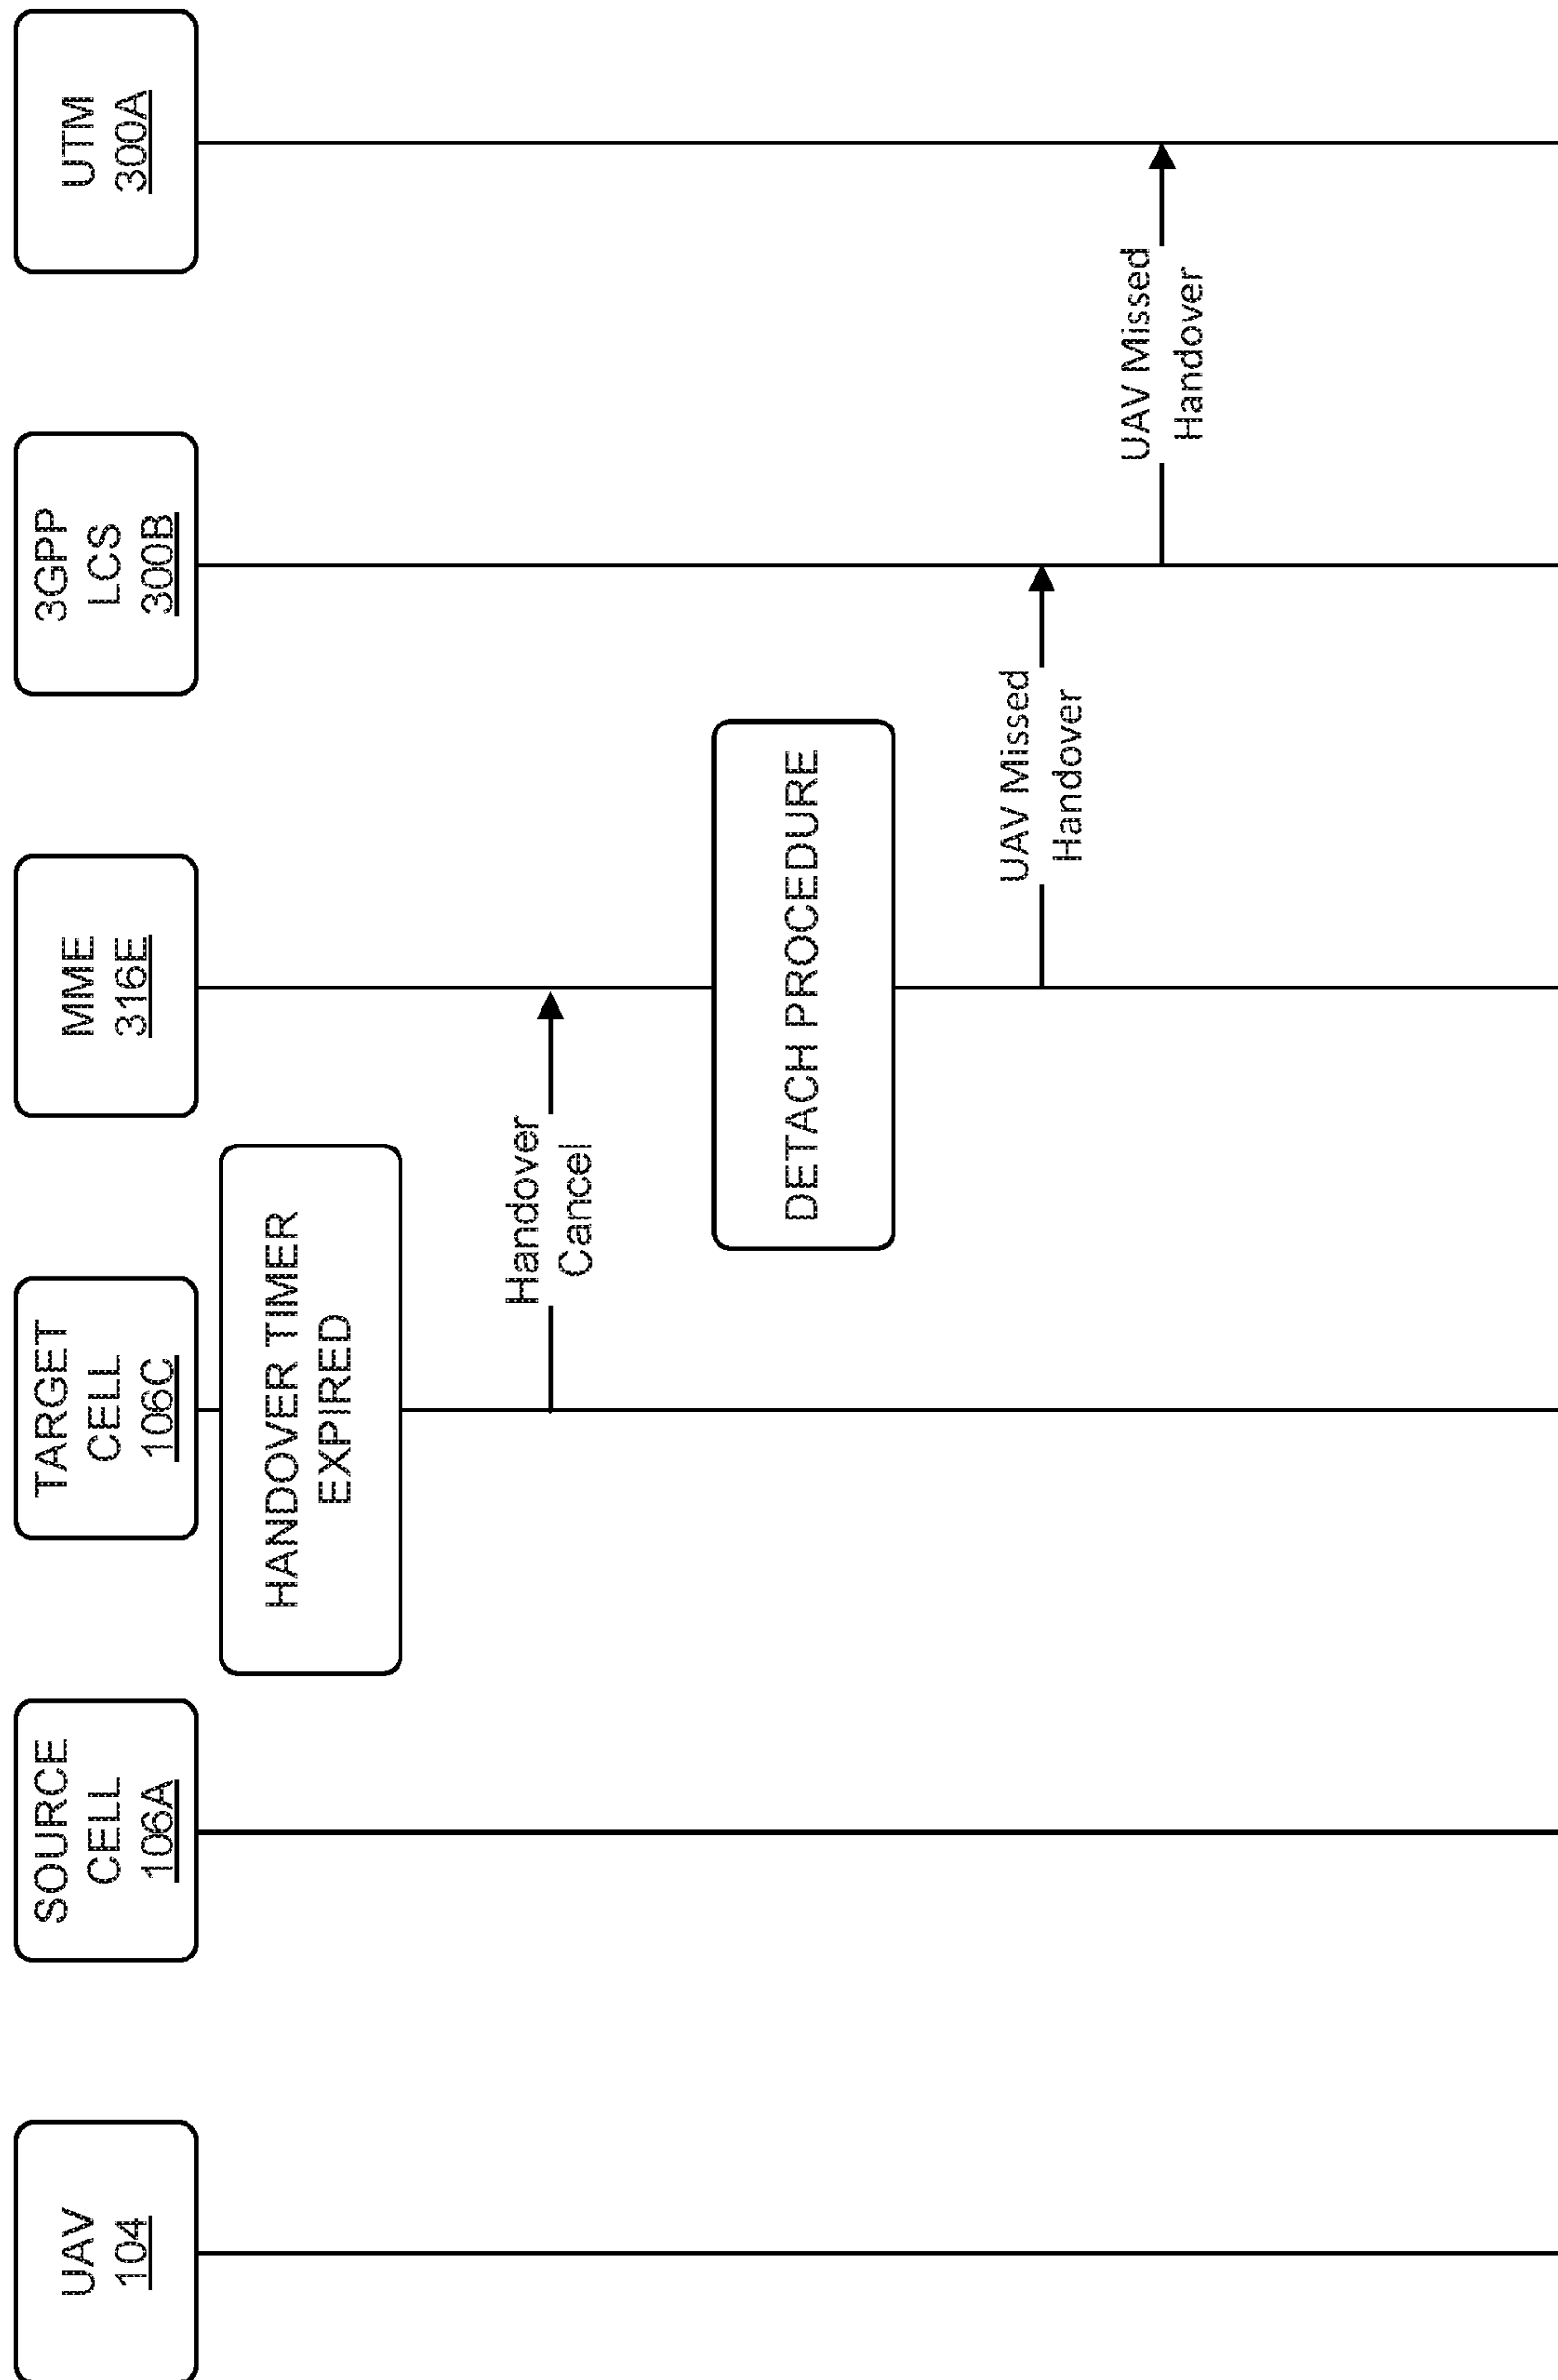 UAV
104
SOURCE
CELL
106A
TARGET
CELL
106C
MME
316E
3GPP
LCS
300B
UTM
300A
HANDOVER TIMER
EXPIRED
Handover
Cancel
DETACH PROCEDURE
UAV Missed
Handover
UAV Missed
Handover